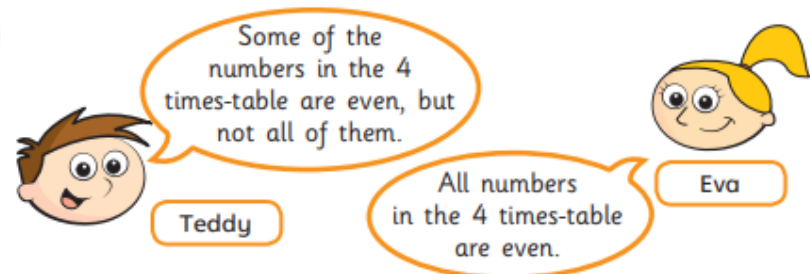 Some of the
numbers in the 4
times-table are even, but
not all of them.
Teddy
All numbers
in the 4 times-table
are even.
Eva